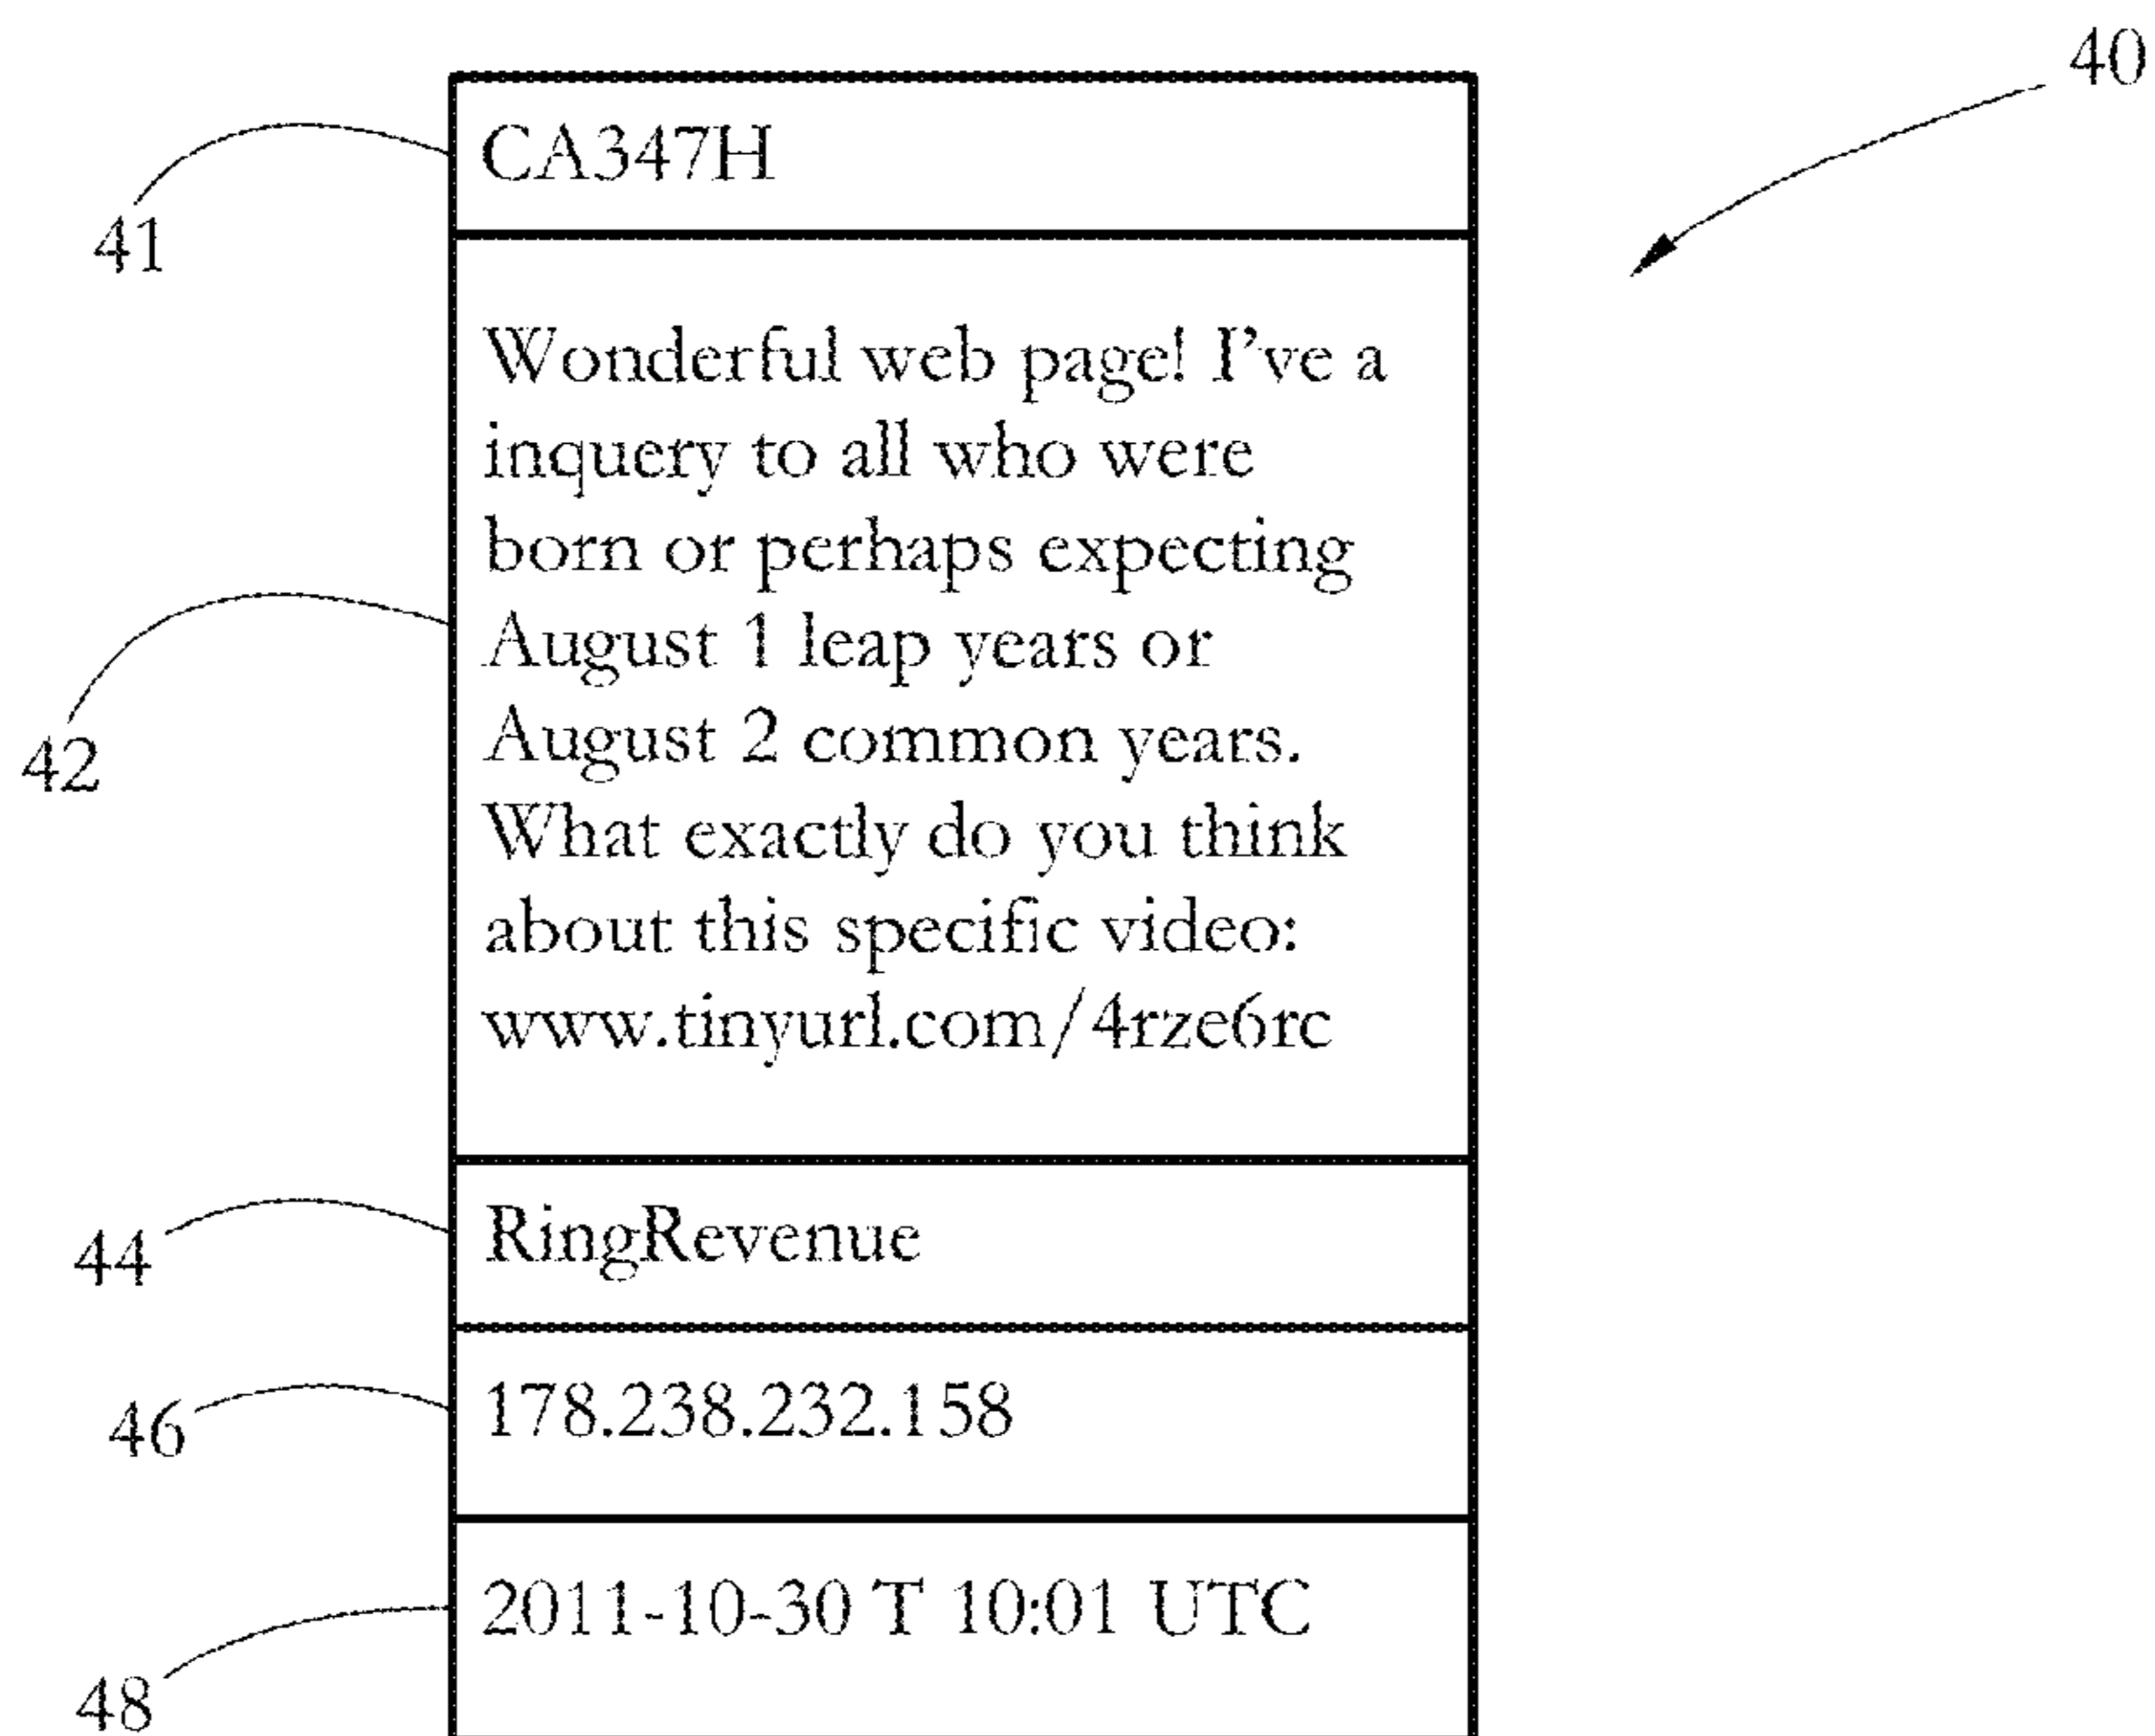 40
CA347H
41
Wonderful web page! I've a
inquery to all who were
born or perhaps expecting
August 1 leap years or
August 2 common years.
What exactly do you think
about this specific video:
www.tinyurl.com/4rze6rc
42
RingRevenue
44
178.238.232.158
46
2011-10-30 T 10:01 UTC
48